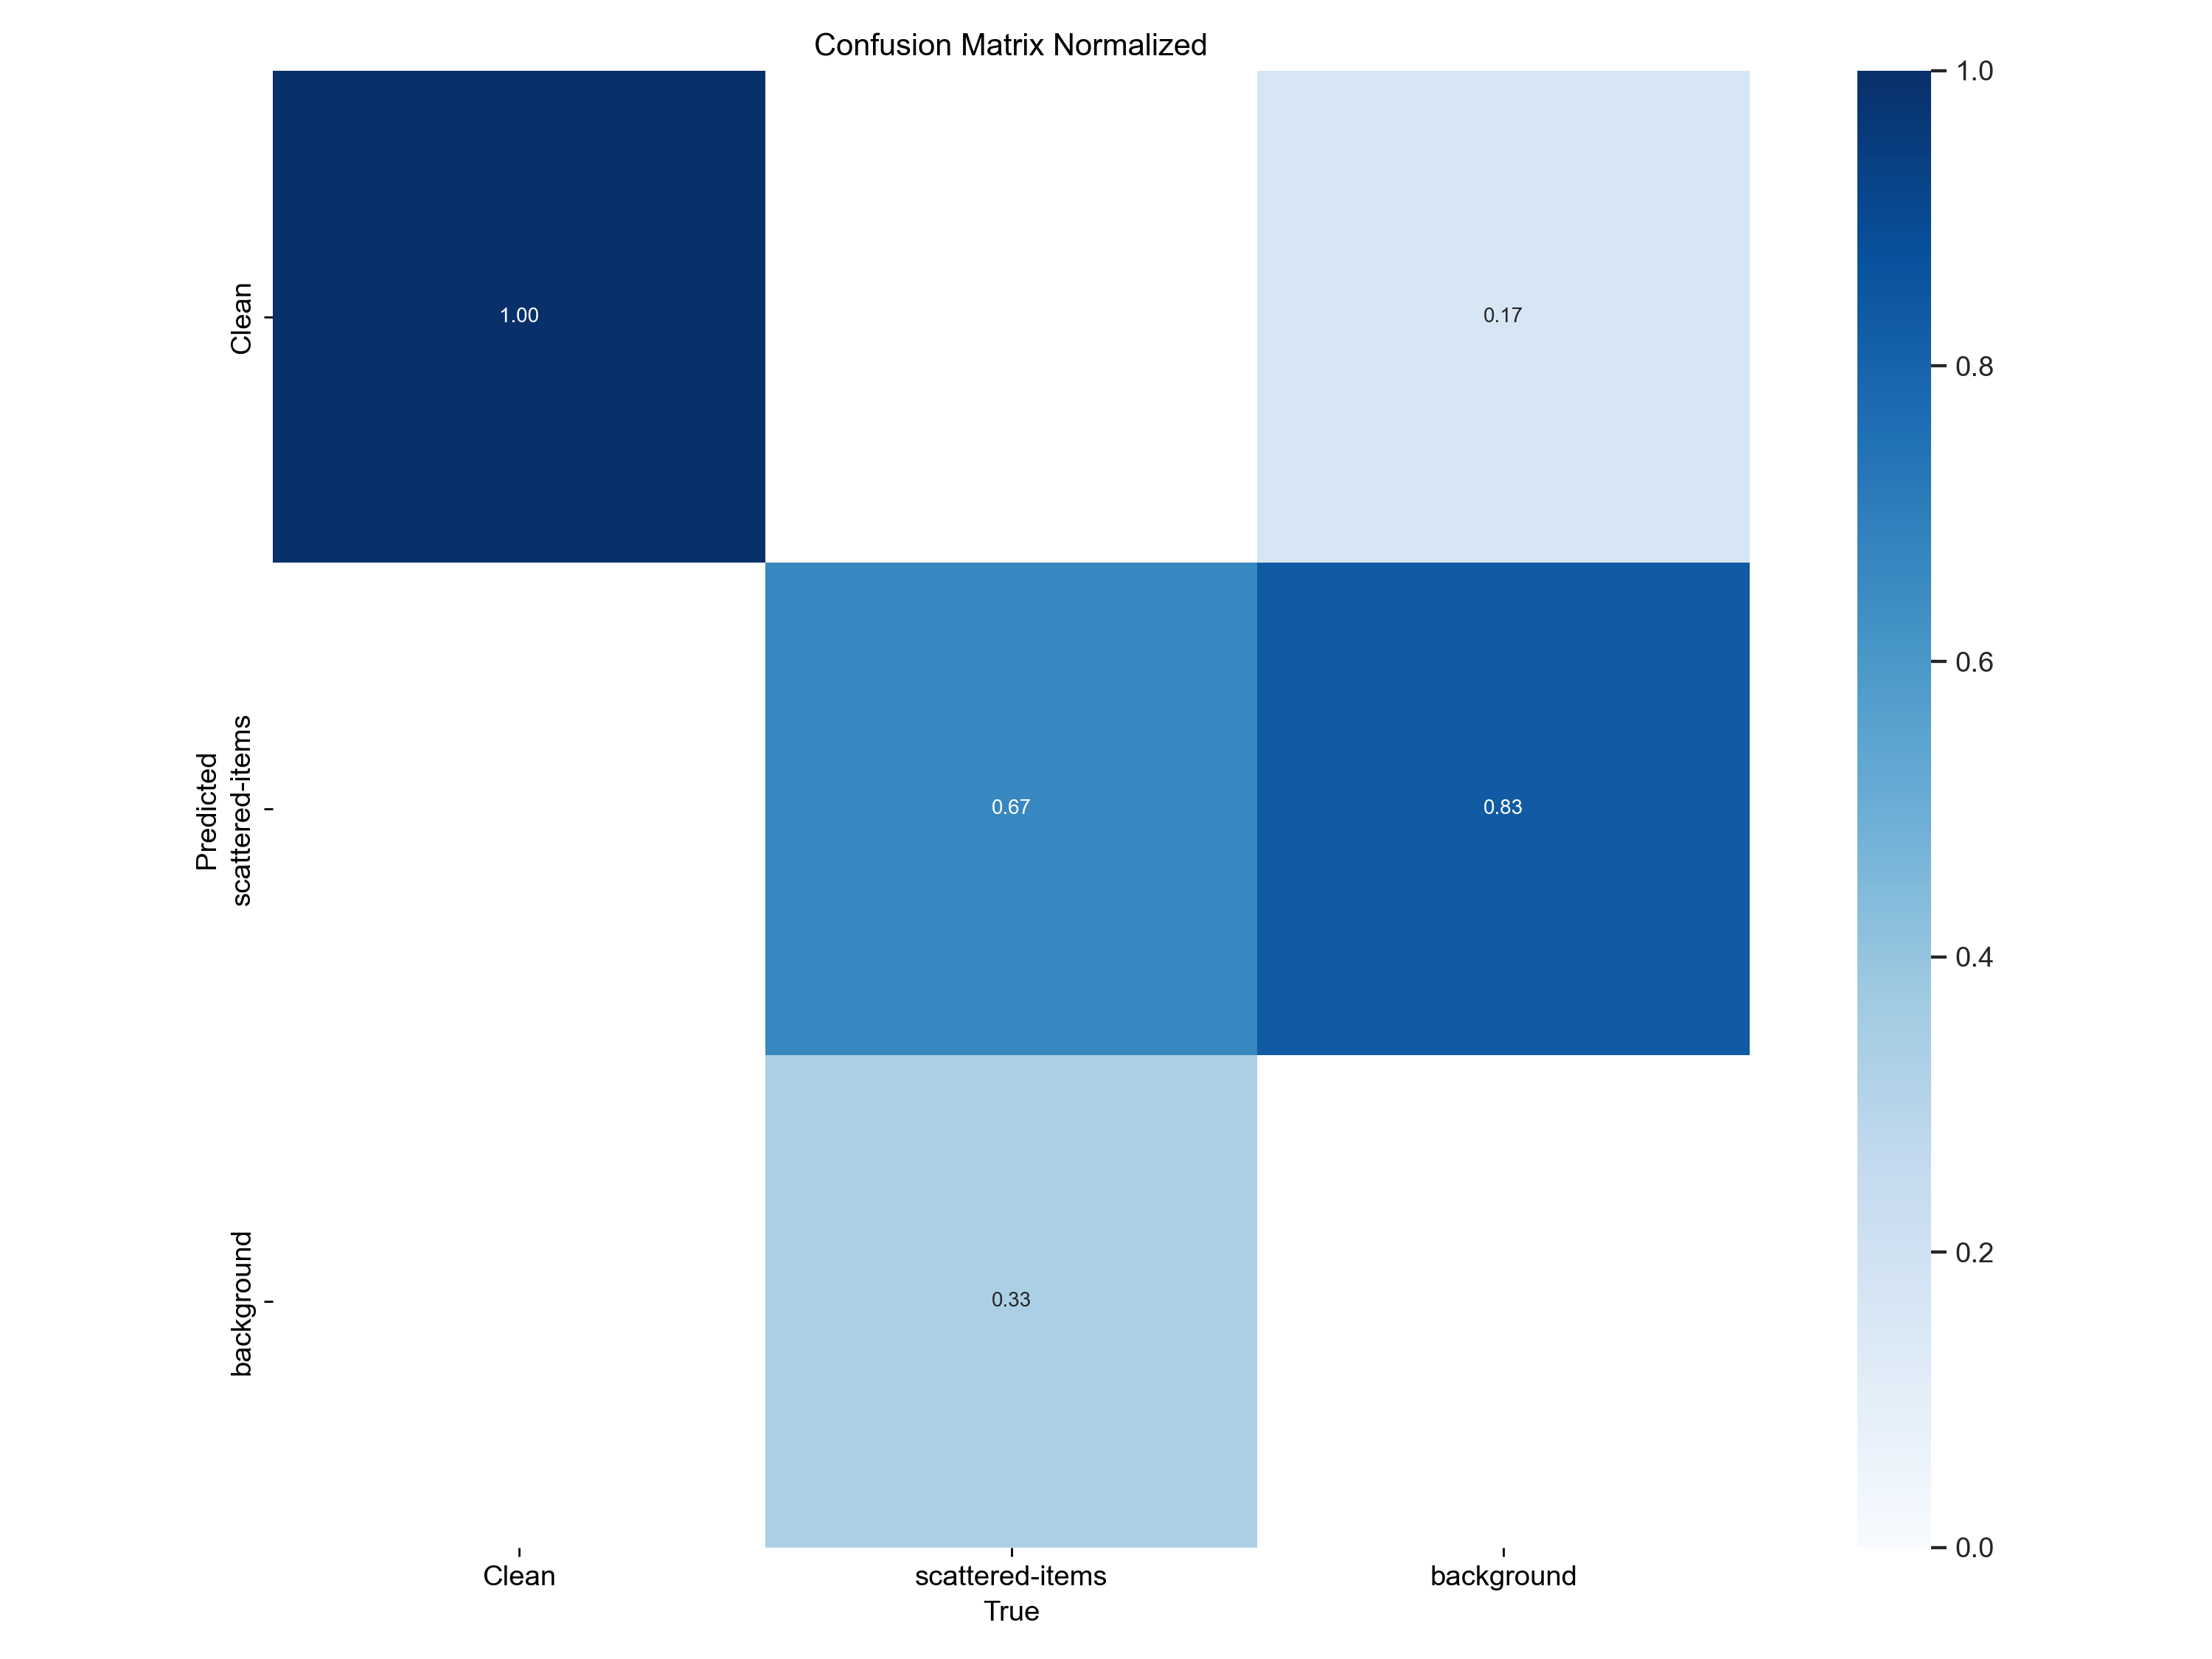 Confusion Matrix Normalized
Clean
scattered-items
background
Predicted
1.00
0.17
0.67
0.83
0.33
Clean
scattered-items
background
True
1.0
0.8
0.6
0.4
0.2
0.0